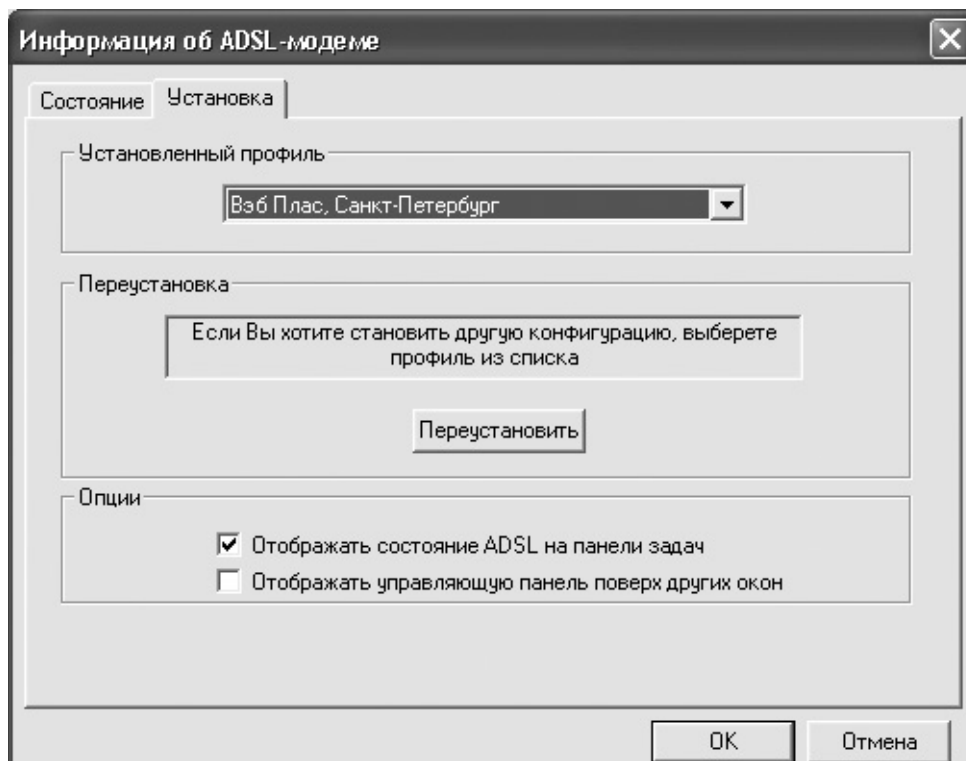 Информация об ADSL-модеме
Состояние
Установка
Установленный профиль
Вэб Плас, Санкт-Петербург
Переустановка
Если Вы хотите становить другую конфигурацию, выберете
профиль из списка
Переустановить
Опции
Отображать состояние ADSL на панели задач
Отображать управляющую панель поверх других окон
OK
Отмена